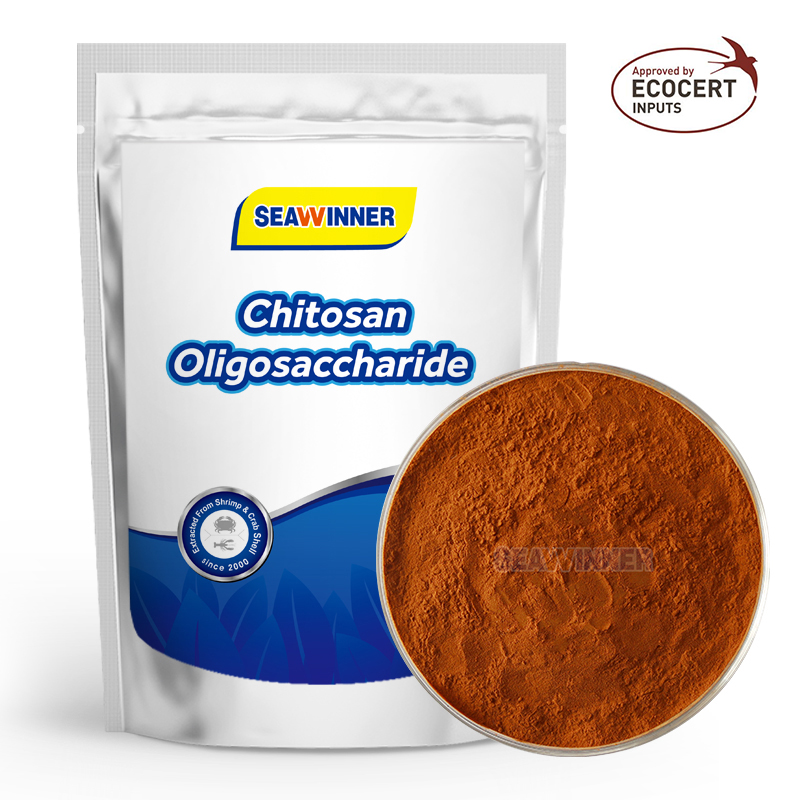 Approved by
ECOCERT
INPUTS
SEAWINNER
Chitosan
Oligosaccharide
Extracted From Shrimp & Crab Shell
since 2000
SEAWINNER